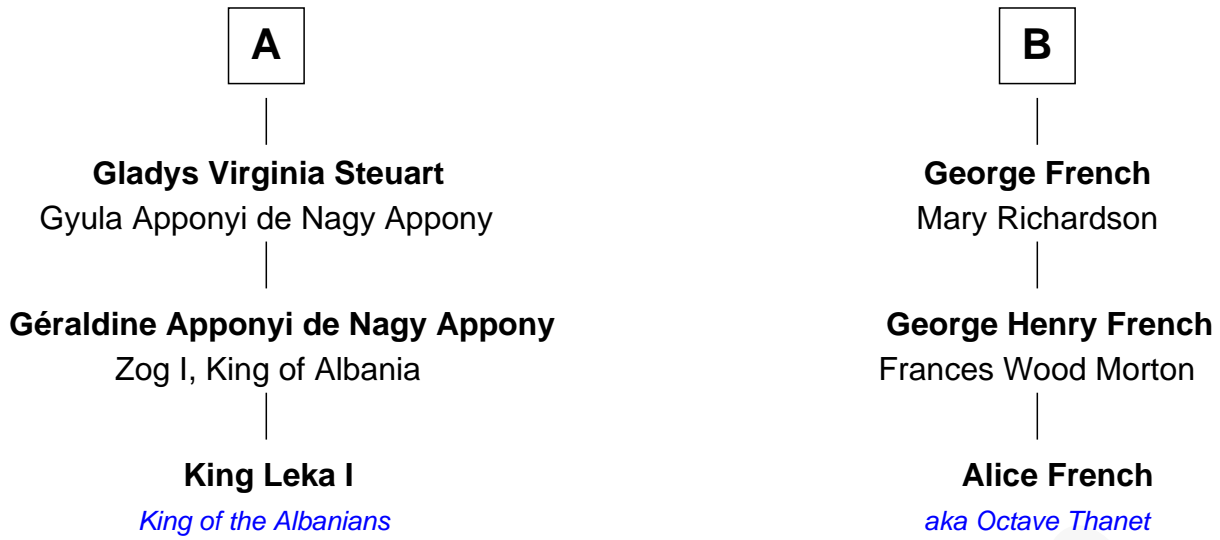 A
Gladys Virginia Steuart
Gyula Apponyi de Nagy Appony
Géraldine Apponyi de Nagy Appony
Zog I, King of Albania
King Leka I
King of the Albanians
B
George French
Mary Richardson
George Henry French
Frances Wood Morton
Alice French
aka Octave Thanet